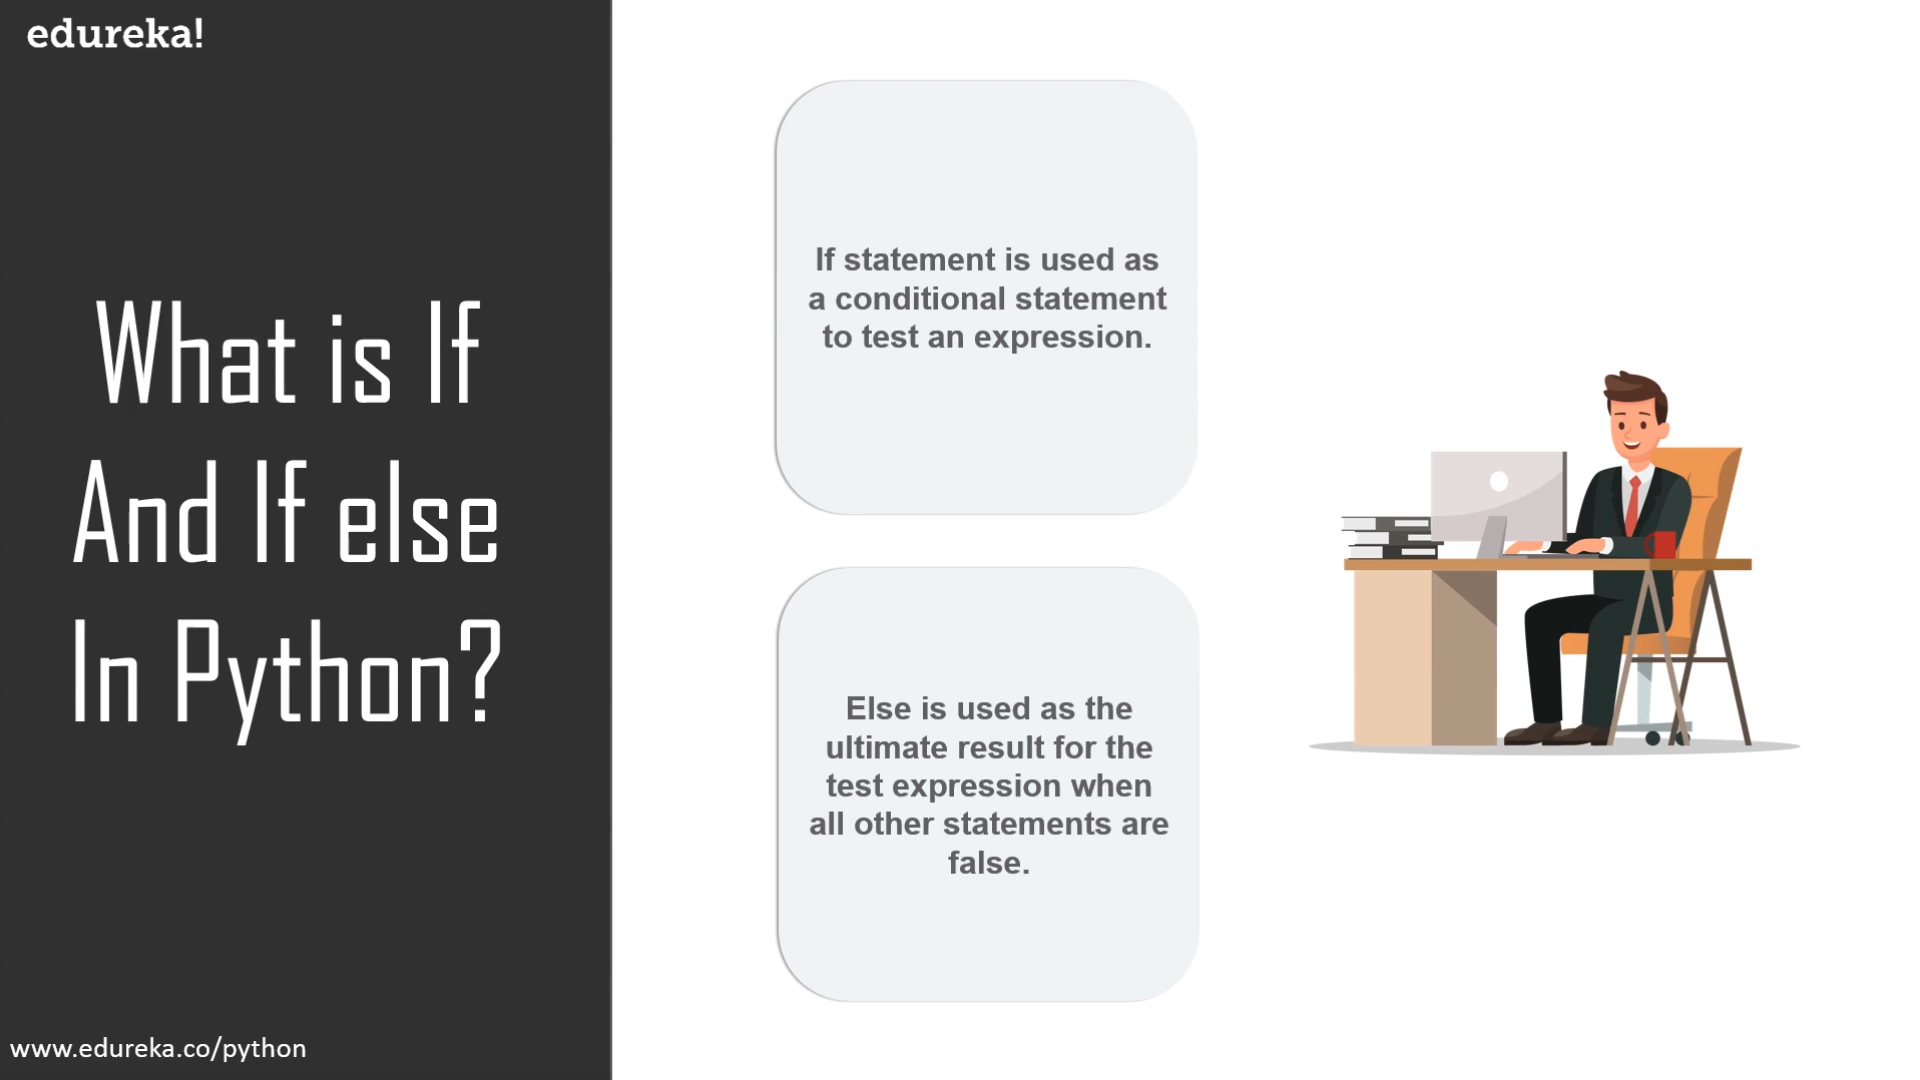 edureka!
What is If
And If else
In Python?
www.edureka.co/python
If statement is used as
a conditional statement
to test an expression.
Else is used as the
ultimate result for the
test expression when
all other statements are
false.